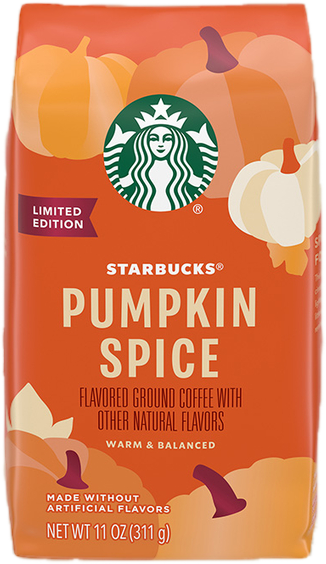 LIMITED
EDITION
STARBUCKS®
PUMPKIN
SPICE
FLAVORED GROUND COFFEE WITH
OTHER NATURAL FLAVORS
WARM & BALANCED
MADE WITHOUT
ARTIFICIAL FLAVORS
NET WT 11 OZ (311 g)